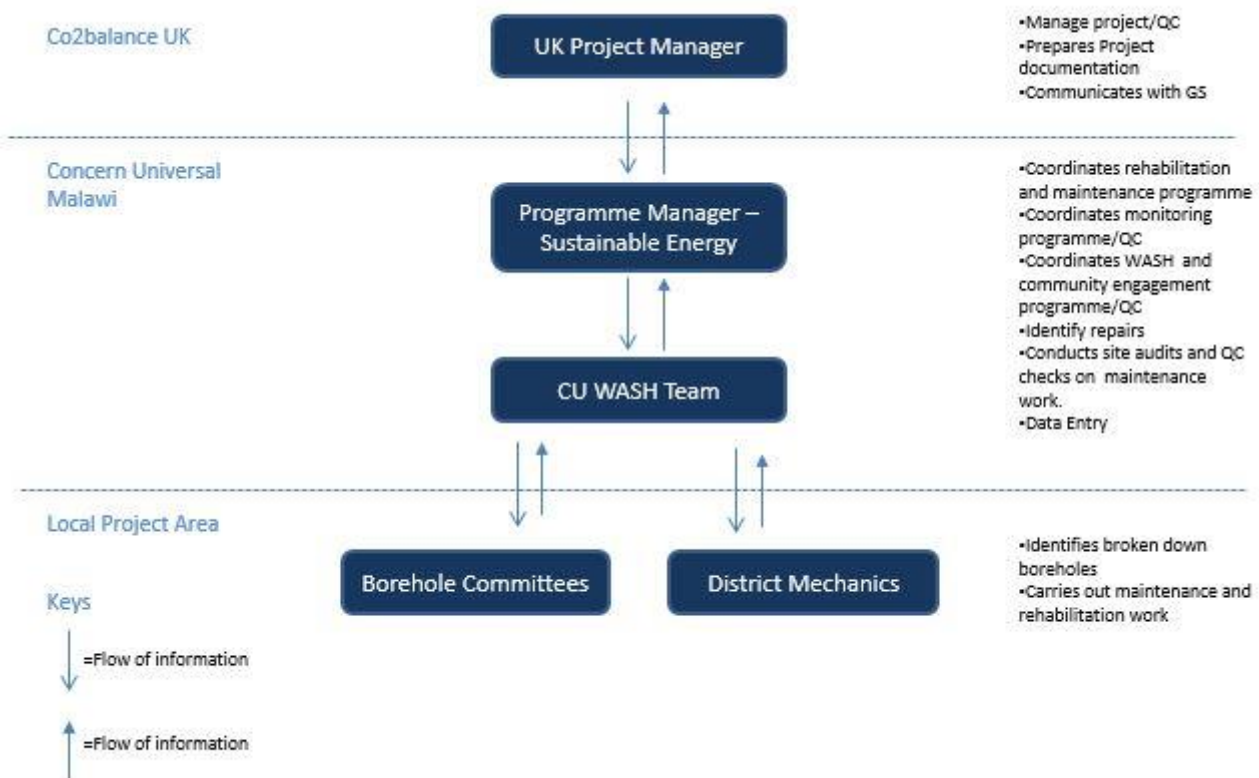 Co2balance UK
UK Project Manager
•Manage project/QC
•Prepares Project
documentation
•Communicates with GS
Concern Universal
Malawi
Programme Manager –
Sustainable Energy
CU WASH Team
•Coordinates rehabilitation
and maintenance programme
•Coordinates monitoring
programme/QC
•Coordinates WASH and
community engagement
programme/QC
•Identify repairs
•Conducts site audits and QC
checks on maintenance
work.
•Data Entry
Local Project Area
Borehole Committees
District Mechanics
•Identifies broken down
boreholes
•Carries out maintenance and
rehabilitation work
Keys
=Flow of information
=Flow of information